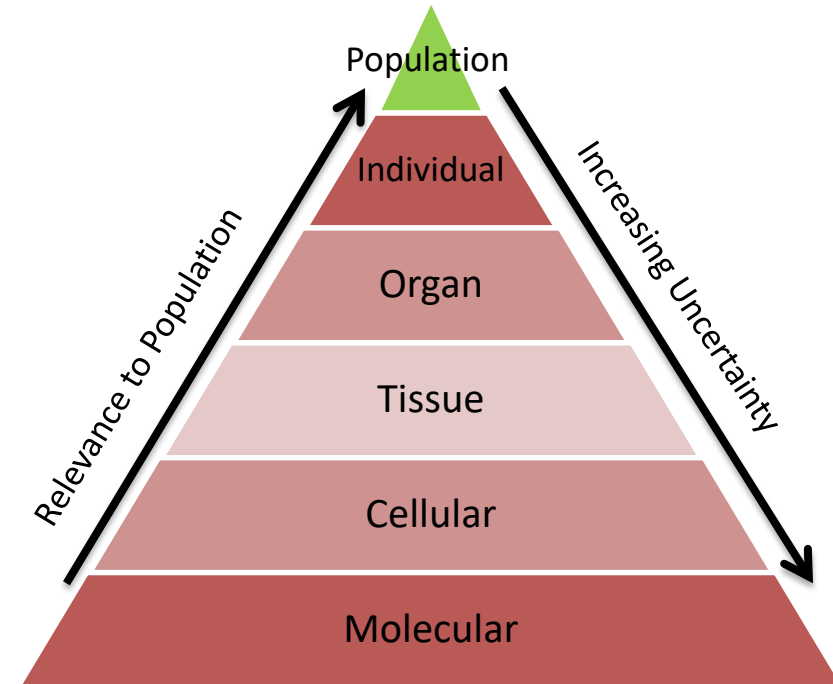 Population
Individual
Organ
Tissue
Cellular
Molecular
Relevance to Population
Increasing Uncertainty